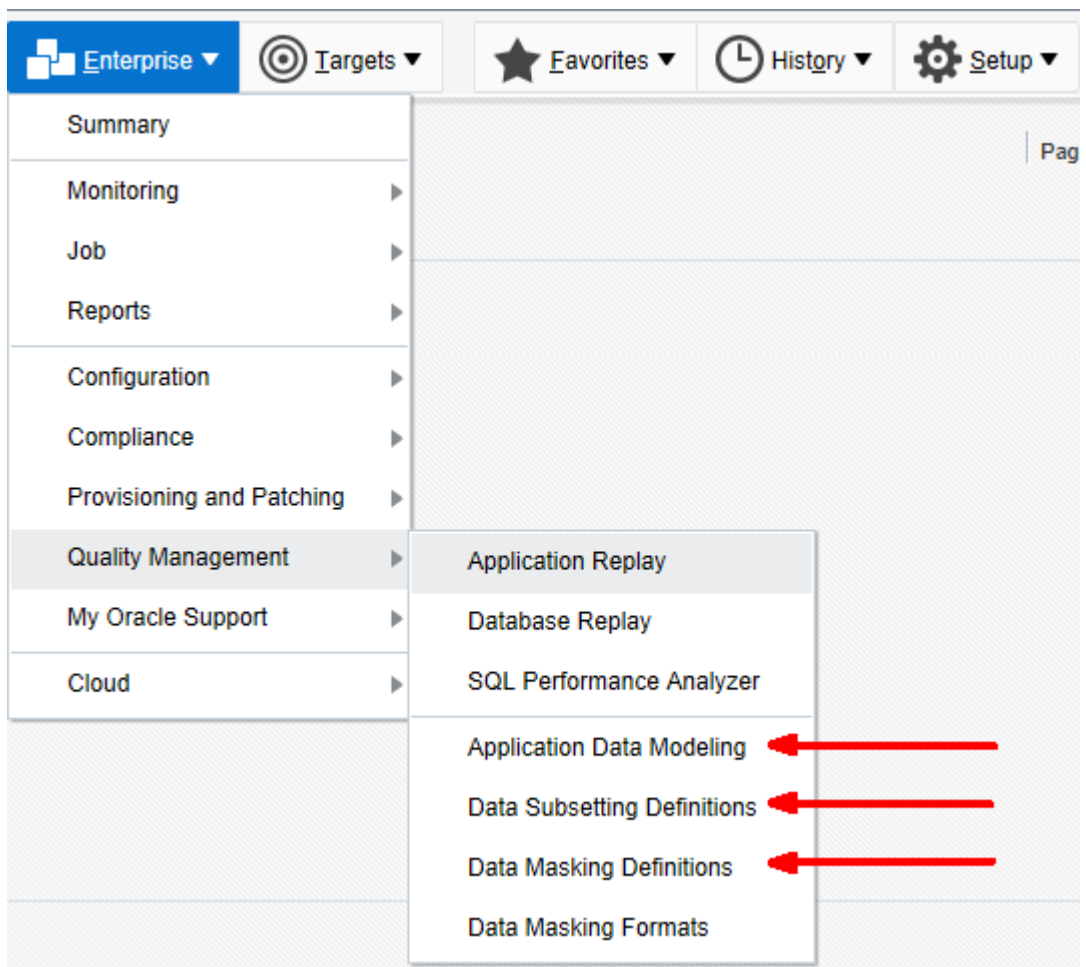 Enterprise Targets Favorites History Setup
Summary
Pag
Monitoring
Job
Reports
Configuration
Compliance
Provisioning and Patching
Quality Management
My Oracle Support
Cloud
Application Replay
Database Replay
SQL Performance Analyzer
Application Data Modeling
Data Subsetting Definitions
Data Masking Definitions
Data Masking Formats